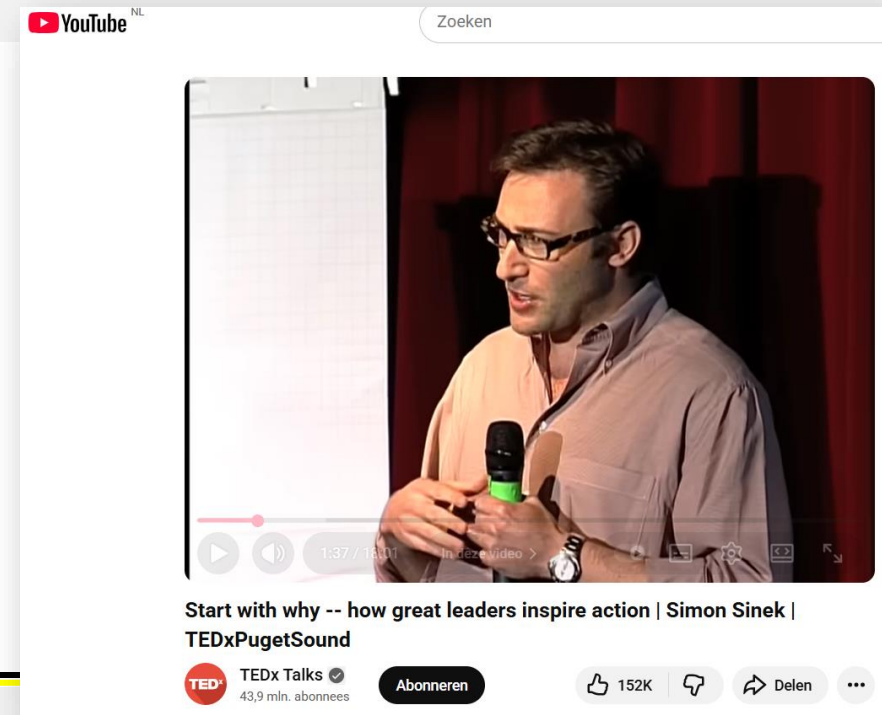 YouTube NL
Zoeken
1:37 / 18:01
In deze video
Start with why -- how great leaders inspire action | Simon Sinek |
TEDxPugetSound
TEDx
TEDx Talks
43,9 mln. abonnees
Abonneren
152K
Delen